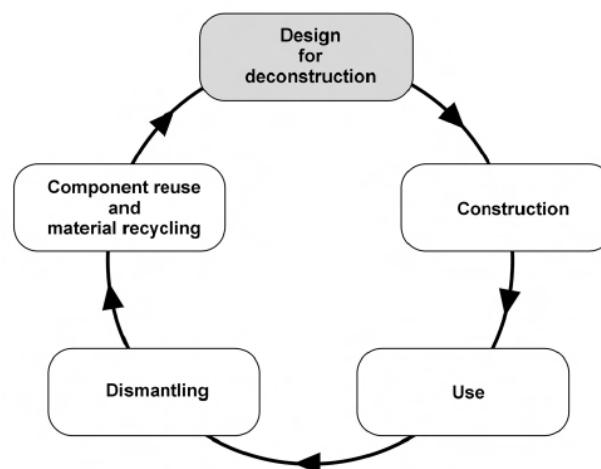 Design
for
deconstruction
Construction
Use
Dismantling
Component reuse
and
material recycling